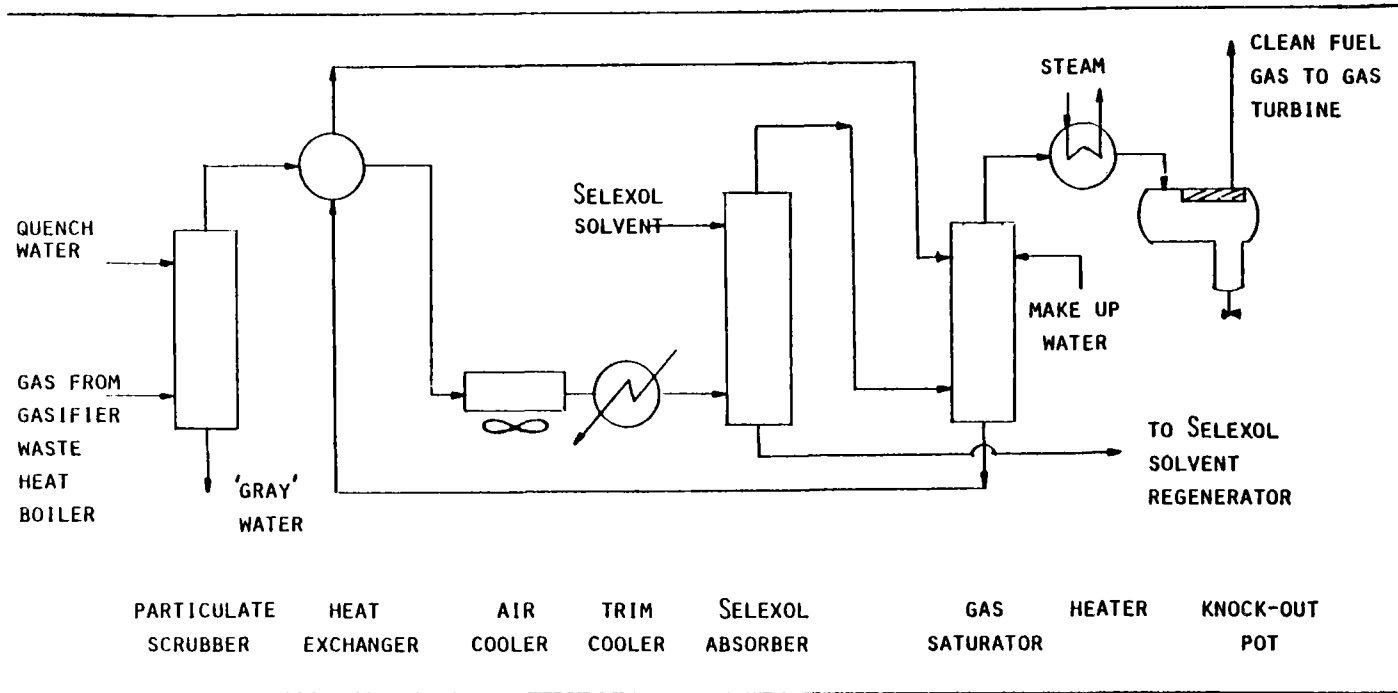 CLEAN FUEL
GAS TO GAS
TURBINE
STEAM
SELEXOL
SOLVENT
QUENCH
WATER
MAKE UP
WATER
GAS FROM
GASIFIER
WASTE
HEAT
BOILER
'GRAY'
WATER
TO SELEXOL
SOLVENT
REGENERATOR
PARTICULATE
SCRUBBER
HEAT
EXCHANGER
AIR
COOLER
TRIM
COOLER
SELEXOL
ABSORBER
GAS
SATURATOR
HEATER
KNOCK-OUT
POT